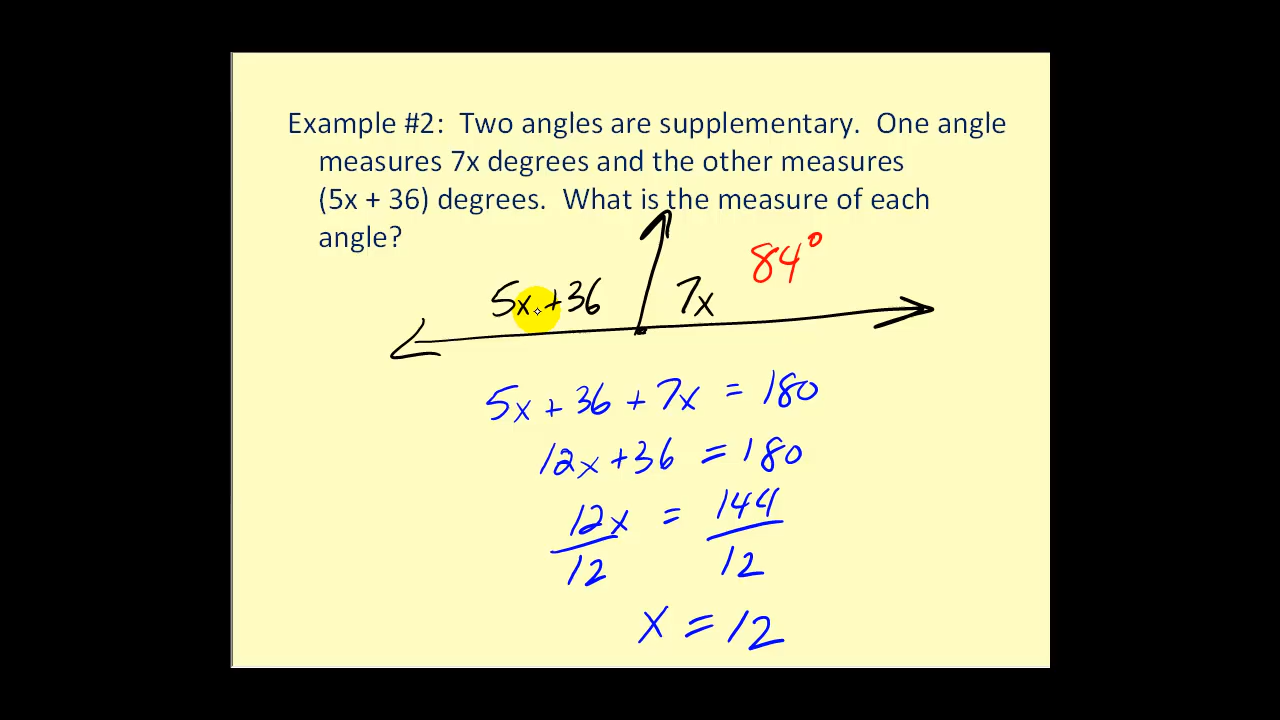 Example #2: Two angles are supplementary. One angle
measures 7x degrees and the other measures
(5x + 36) degrees. What is the measure of each
angle?
84°
5x + 36 7x
5x + 36 + 7x = 180
12x + 36 = 180
12x = 144
12 12
x = 12